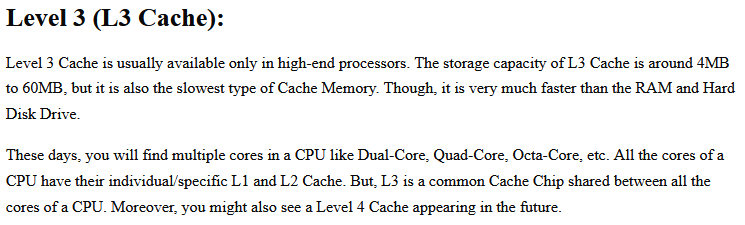 Level 3 (L3 Cache):
Level 3 Cache is usually available only in high-end processors. The storage capacity of L3 Cache is around 4MB
to 60MB, but it is also the slowest type of Cache Memory. Though, it is very much faster than the RAM and Hard
Disk Drive.
These days, you will find multiple cores in a CPU like Dual-Core, Quad-Core, Octa-Core, etc. All the cores of a
CPU have their individual/specific L1 and L2 Cache. But, L3 is a common Cache Chip shared between all the
cores of a CPU. Moreover, you might also see a Level 4 Cache appearing in the future.